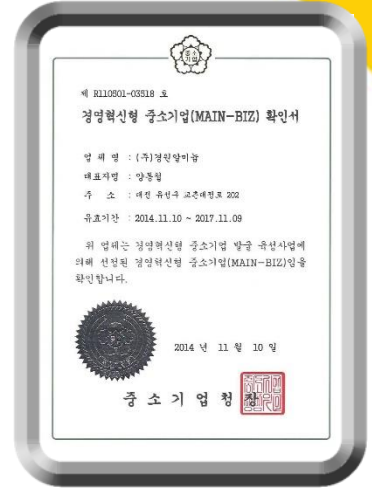 중소
기업
제 R110501-03518 호
경영혁신형 중소기업(MAIN-BIZ) 확인서
업 체 명 : (주)경원알미늄
대표자명 : 양동철
주 소 : 대전 유성구 교촌대정로 202
유효기간 : 2014.11.10 ~ 2017.11.09
위 업체는 경영혁신형 중소기업 발굴 육성사업에
의해 선정된 경영혁신형 중소기업(MAIN-BIZ)임을
확인합니다.
2014 년 11 월 10 일
중 소 기 업 청 장